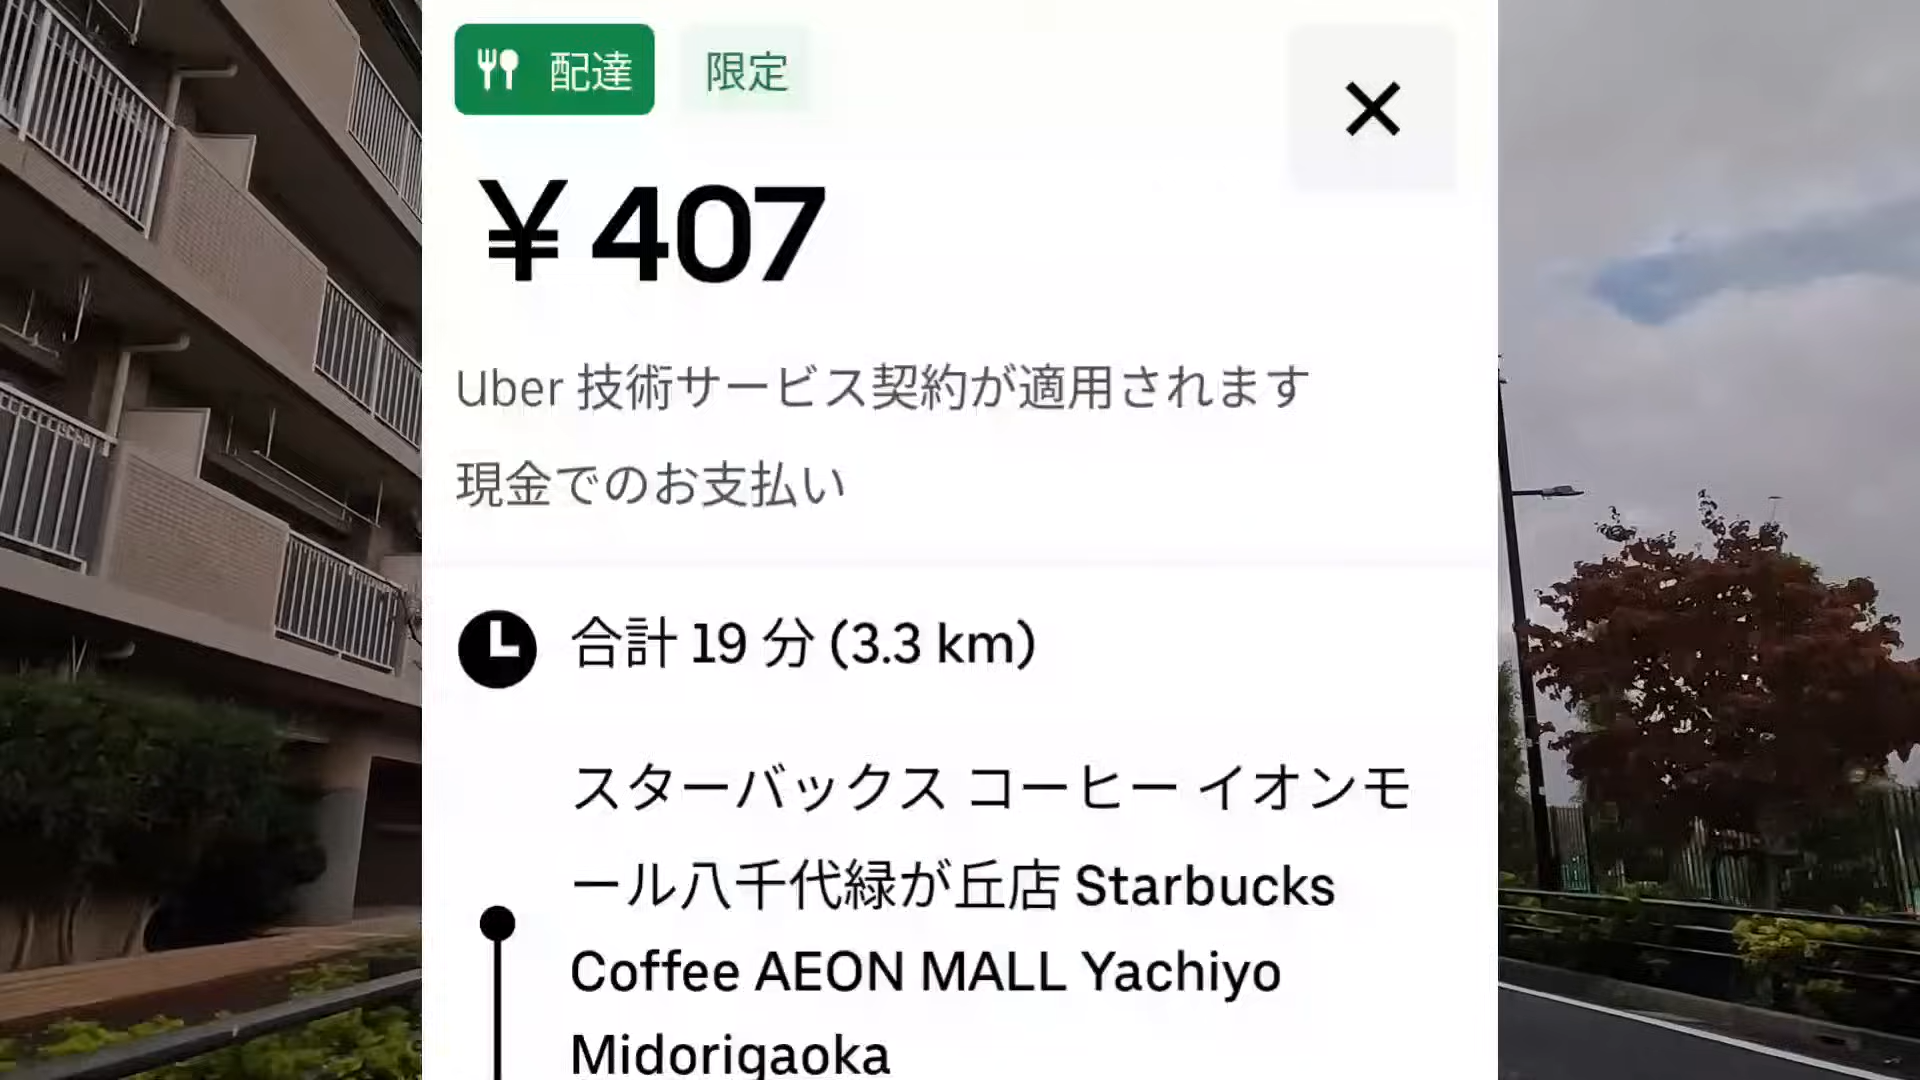 配達 限定
¥407
Uber 技術サービス契約が適用されます
現金でのお支払い
合計 19 分 (3.3 km)
スターバックス コーヒー イオンモ
ール八千代緑が丘店 Starbucks
Coffee AEON MALL Yachiyo
Midorigaoka